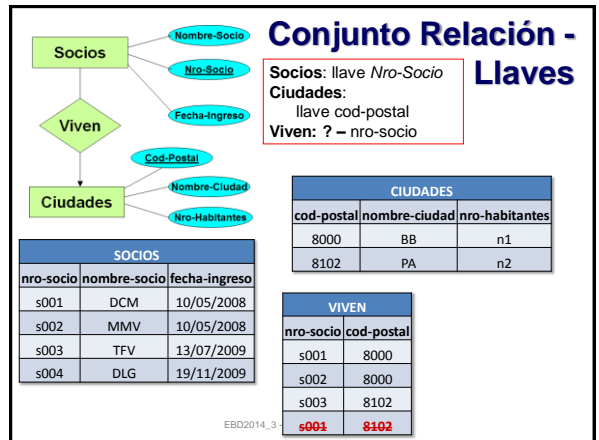 Conjunto Relación -
Llaves
Socios
Nombre-Socio
Nro-Socio
Fecha-Ingreso
Viven
Ciudades
Cod-Postal
Nombre-Ciudad
Nro-Habitantes
Socios: llave Nro-Socio
Ciudades:
llave cod-postal
Viven: ? – nro-socio
CIUDADES
cod-postal nombre-ciudad nro-habitantes
8000 BB n1
8102 PA n2
SOCIOS
nro-socio nombre-socio fecha-ingreso
s001 DCM 10/05/2008
s002 MMV 10/05/2008
s003 TFV 13/07/2009
s004 DLG 19/11/2009
VIVEN
nro-socio cod-postal
s001 8000
s002 8000
s003 8102
s001 8102
EBD2014_3 -